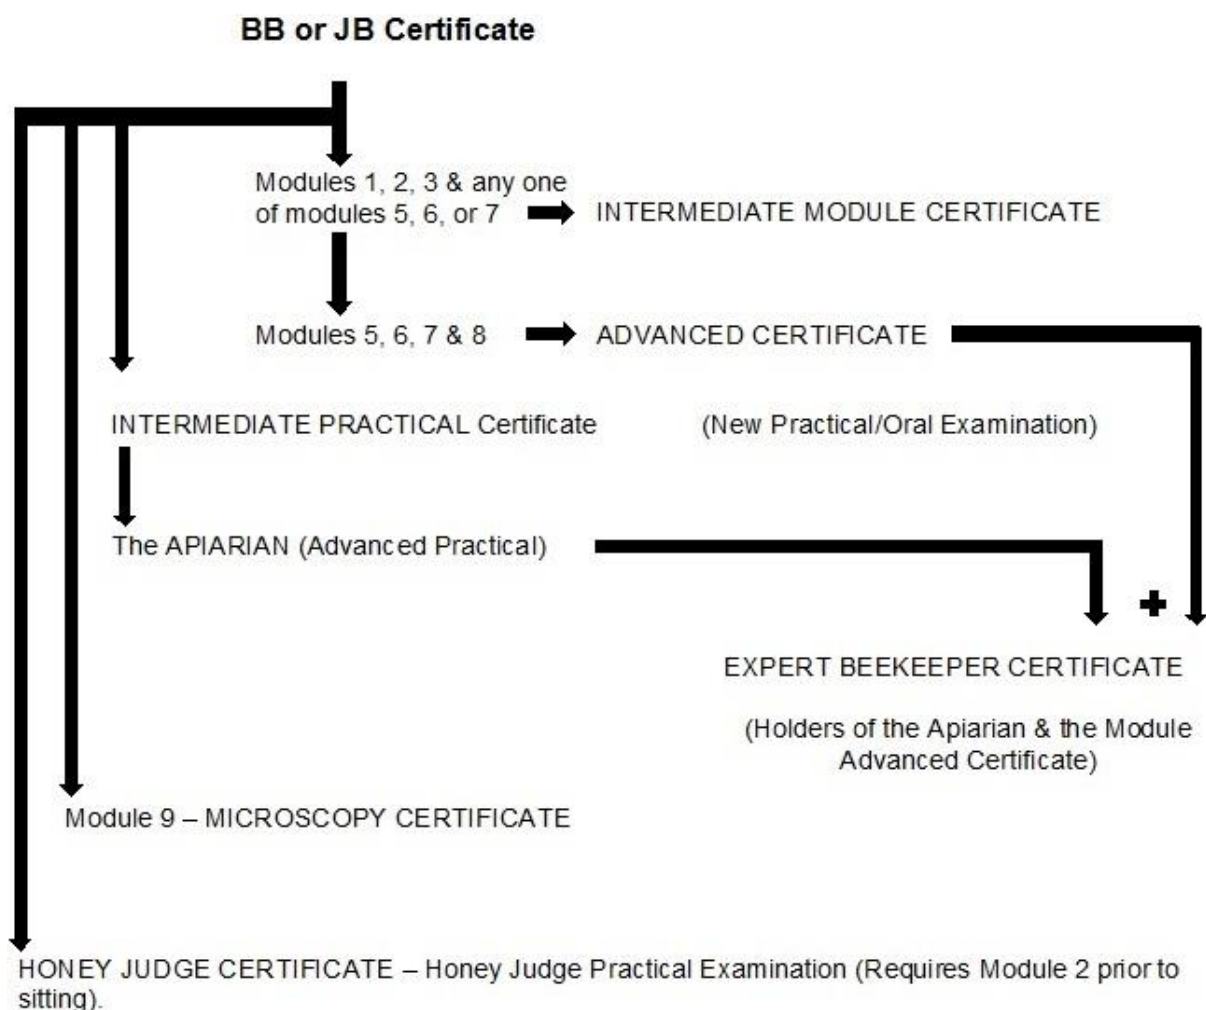 BB or JB Certificate
Modules 1, 2, 3 & any one
of modules 5, 6, or 7
INTERMEDIATE MODULE CERTIFICATE
Modules 5, 6, 7 & 8
ADVANCED CERTIFICATE
INTERMEDIATE PRACTICAL Certificate
(New Practical/Oral Examination)
The APIARIAN (Advanced Practical)
+
EXPERT BEEKEEPER CERTIFICATE
(Holders of the Apiarian & the Module
Advanced Certificate)
Module 9 – MICROSCOPY CERTIFICATE
HONEY JUDGE CERTIFICATE – Honey Judge Practical Examination (Requires Module 2 prior to
sitting).